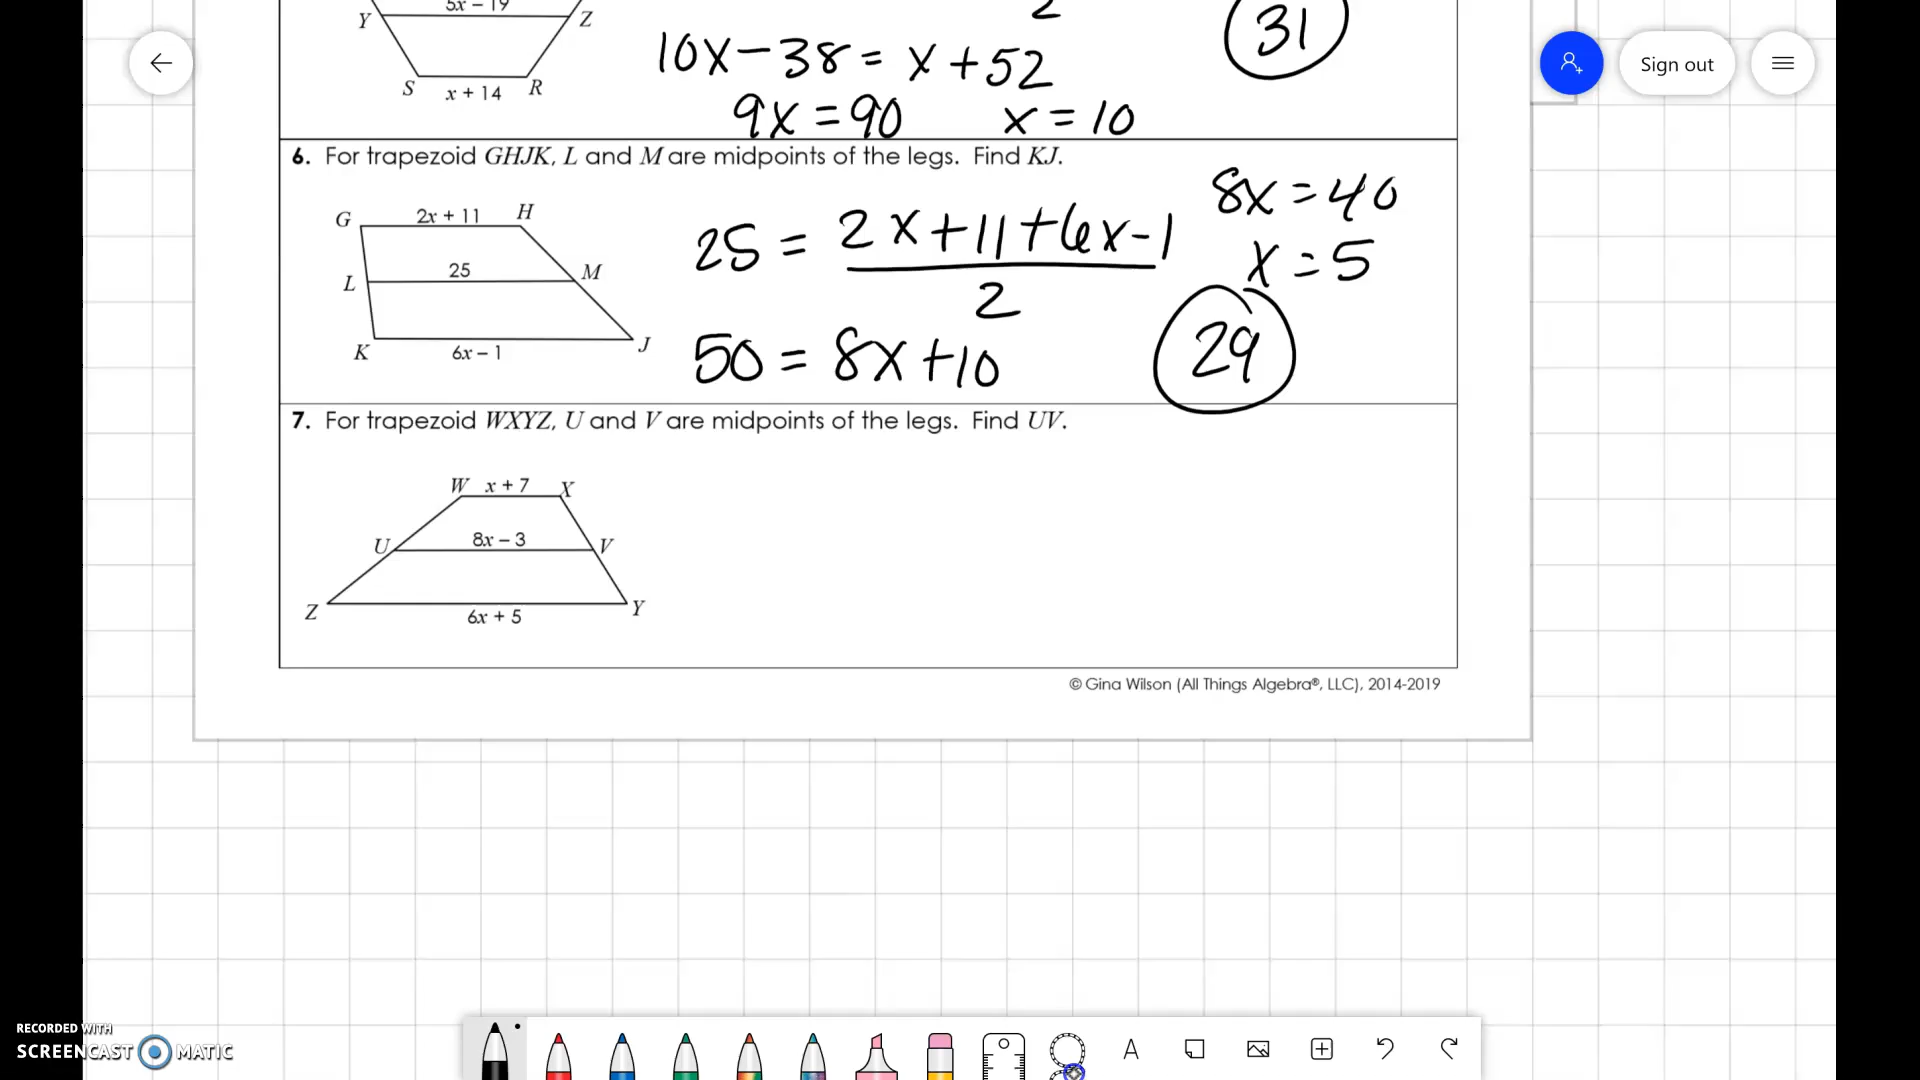 5x – 19
Y
Z
S
x + 14
R
2
31
10x – 38 = x + 52
9x = 90
x = 10
Sign out
6. For trapezoid GHJK, L and M are midpoints of the legs. Find KJ.
G
2x + 11
H
L
25
M
K
6x – 1
J
25 = 2x + 11 + 6x – 1
2
50 = 8x + 10
8x = 40
x = 5
29
7. For trapezoid WXYZ, U and V are midpoints of the legs. Find UV.
W
x + 7
X
U
8x – 3
V
Z
6x + 5
Y
© Gina Wilson (All Things Algebra®, LLC), 2014-2019
RECORDED WITH
SCREENCAST MATIC
A